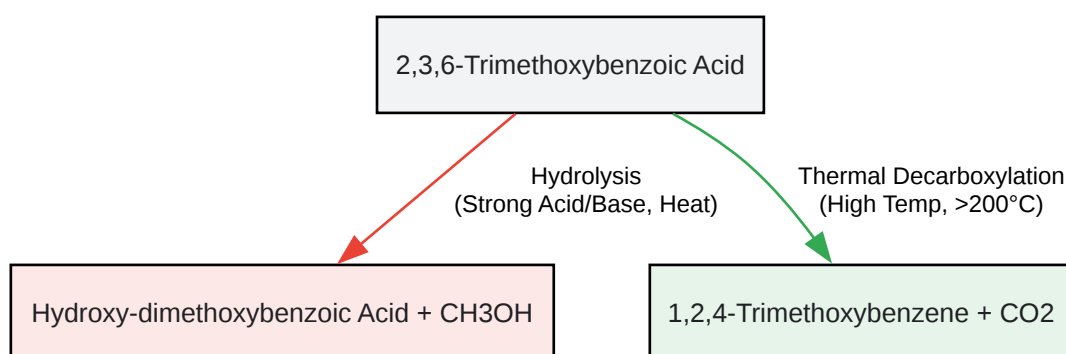 2,3,6-Trimethoxybenzoic Acid
Hydrolysis
(Strong Acid/Base, Heat)
Thermal Decarboxylation
(High Temp, >200°C)
Hydroxy-dimethoxybenzoic Acid + CH3OH
1,2,4-Trimethoxybenzene + CO2